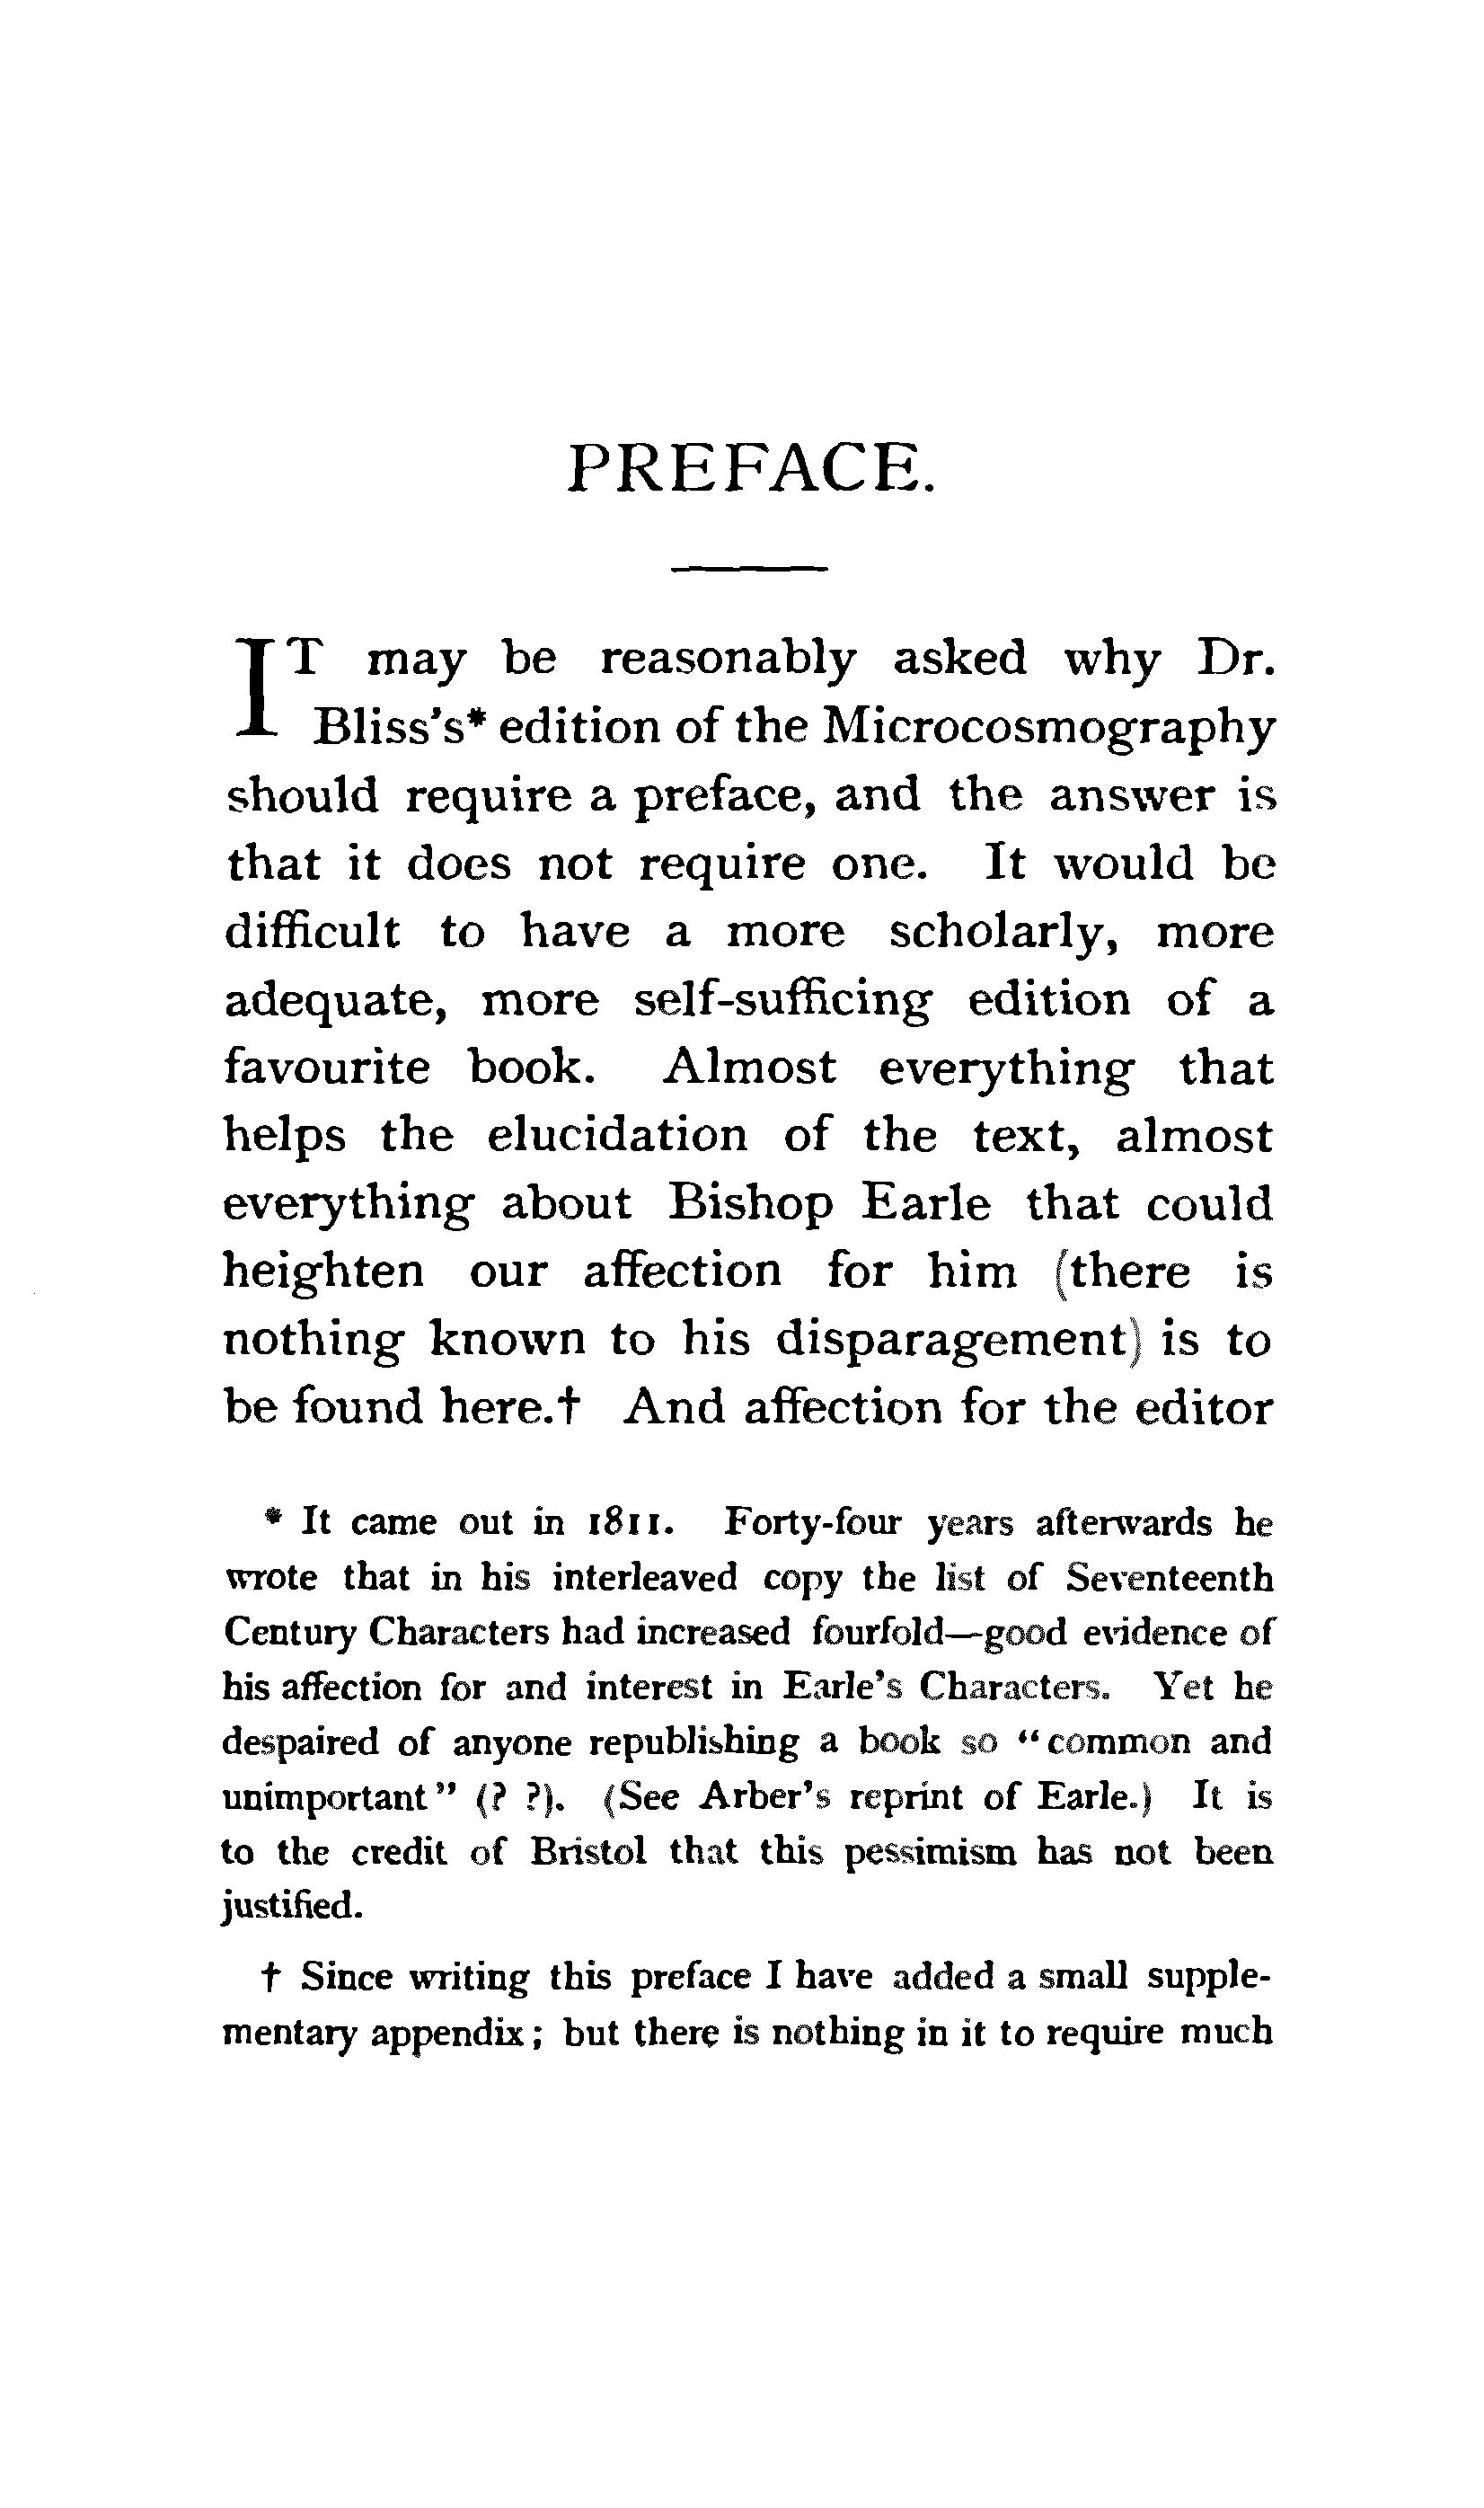 PREFACE.
IT may be reasonably asked why Dr.
Bliss's* edition of the Microcosmography
should require a preface, and the answer is
that it does not require one. It would be
difficult to have a more scholarly, more
adequate, more self-sufficing edition of a
favourite book. Almost everything that
helps the elucidation of the text, almost
everything about Bishop Earle that could
heighten our affection for him (there is
nothing known to his disparagement) is to
be found here.† And affection for the editor
* It came out in 1811. Forty-four years afterwards he
wrote that in his interleaved copy the list of Seventeenth
Century Characters had increased fourfold—good evidence of
his affection for and interest in Earle's Characters. Yet he
despaired of anyone republishing a book so "common and
unimportant" (? ?). (See Arber's reprint of Earle.) It is
to the credit of Bristol that this pessimism has not been
justified.
† Since writing this preface I have added a small supple-
mentary appendix; but there is nothing in it to require much